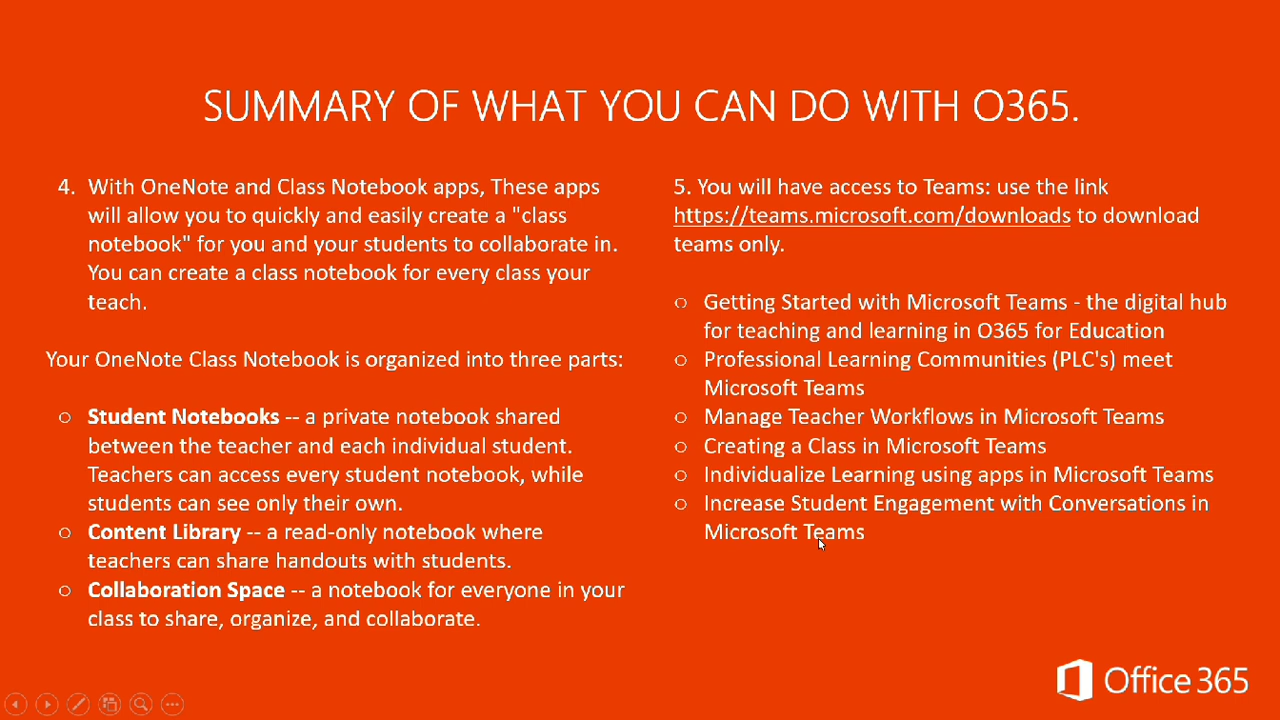 SUMMARY OF WHAT YOU CAN DO WITH O365.
4. With OneNote and Class Notebook apps, These apps
will allow you to quickly and easily create a "class
notebook" for you and your students to collaborate in.
You can create a class notebook for every class your
teach.
Your OneNote Class Notebook is organized into three parts:
○ Student Notebooks -- a private notebook shared
between the teacher and each individual student.
Teachers can access every student notebook, while
students can see only their own.
○ Content Library -- a read-only notebook where
teachers can share handouts with students.
○ Collaboration Space -- a notebook for everyone in your
class to share, organize, and collaborate.
5. You will have access to Teams: use the link
https://teams.microsoft.com/downloads to download
teams only.
○ Getting Started with Microsoft Teams - the digital hub
for teaching and learning in O365 for Education
○ Professional Learning Communities (PLC's) meet
Microsoft Teams
○ Manage Teacher Workflows in Microsoft Teams
○ Creating a Class in Microsoft Teams
○ Individualize Learning using apps in Microsoft Teams
○ Increase Student Engagement with Conversations in
Microsoft Teams
Office 365